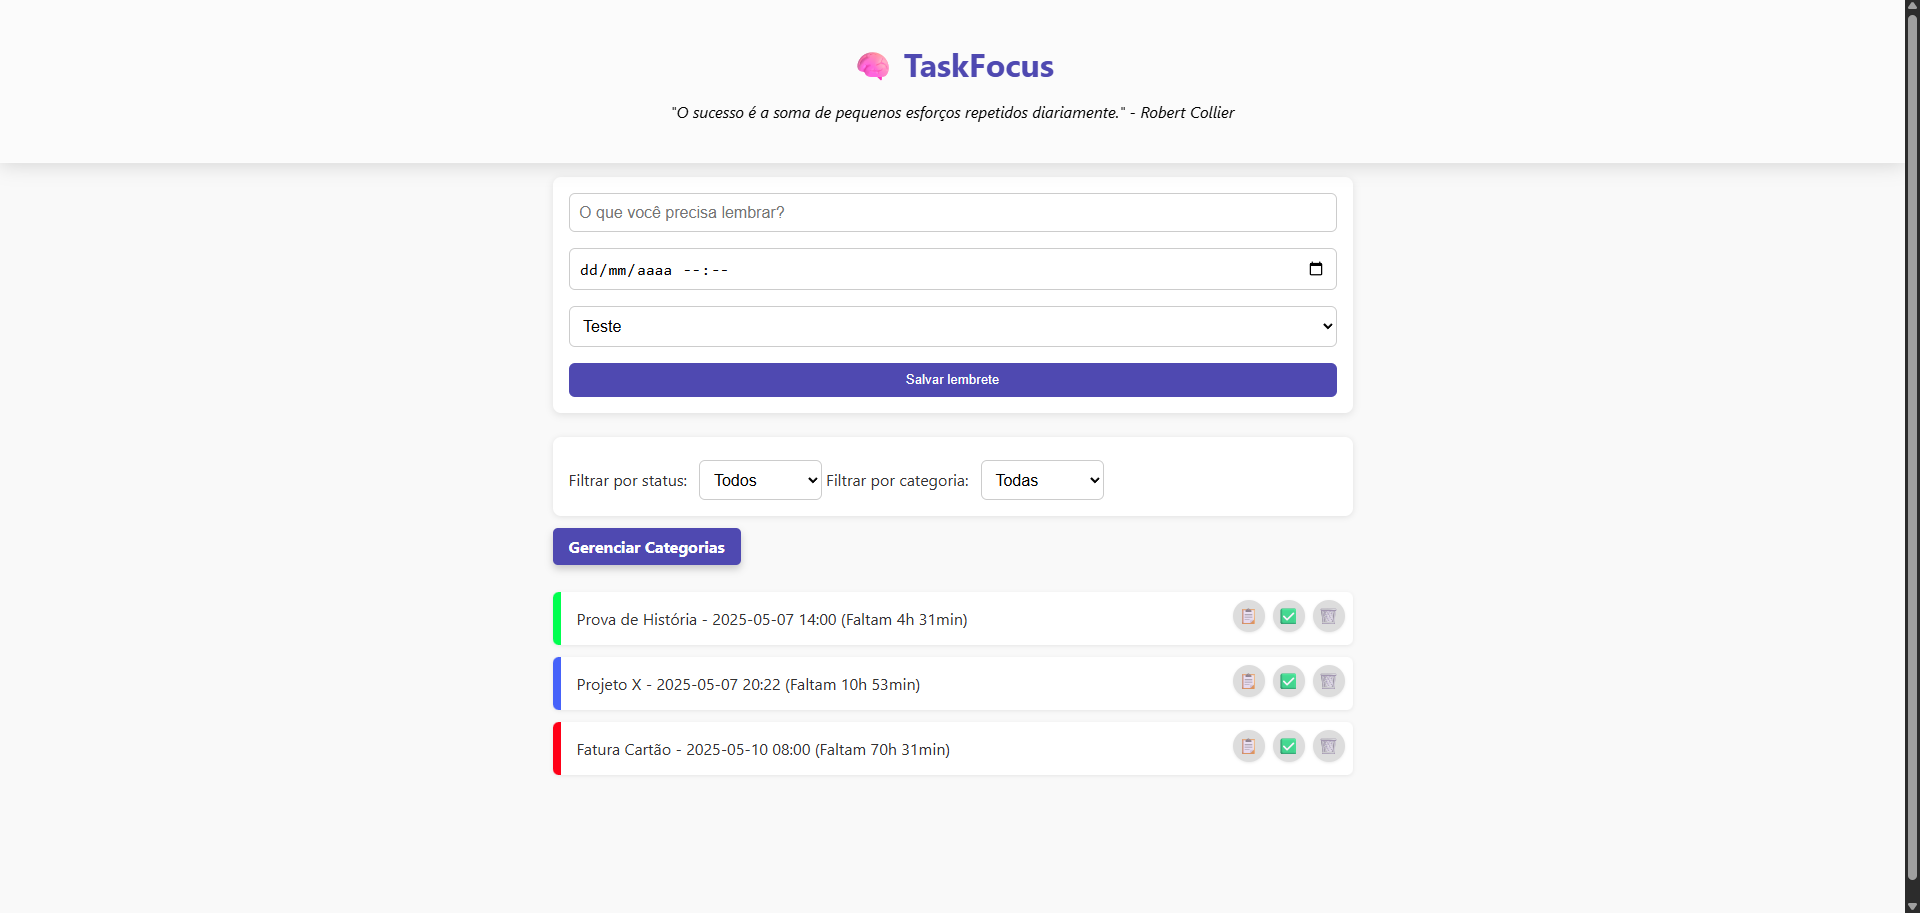 TaskFocus
"O sucesso é a soma de pequenos esforços repetidos diariamente." - Robert Collier
O que você precisa lembrar?
dd/mm/aaaa --:--
Teste
Salvar lembrete
Filtrar por status: Todos Filtrar por categoria: Todas
Gerenciar Categorias
Prova de História - 2025-05-07 14:00 (Faltam 4h 31min)
Projeto X - 2025-05-07 20:22 (Faltam 10h 53min)
Fatura Cartão - 2025-05-10 08:00 (Faltam 70h 31min)